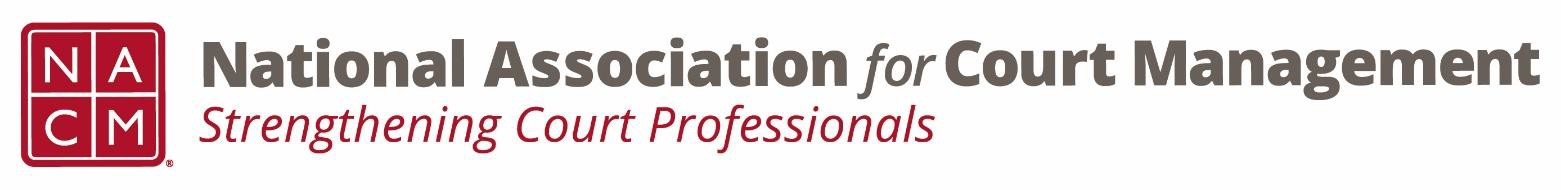 N A
C M
®
National Association for Court Management
Strengthening Court Professionals